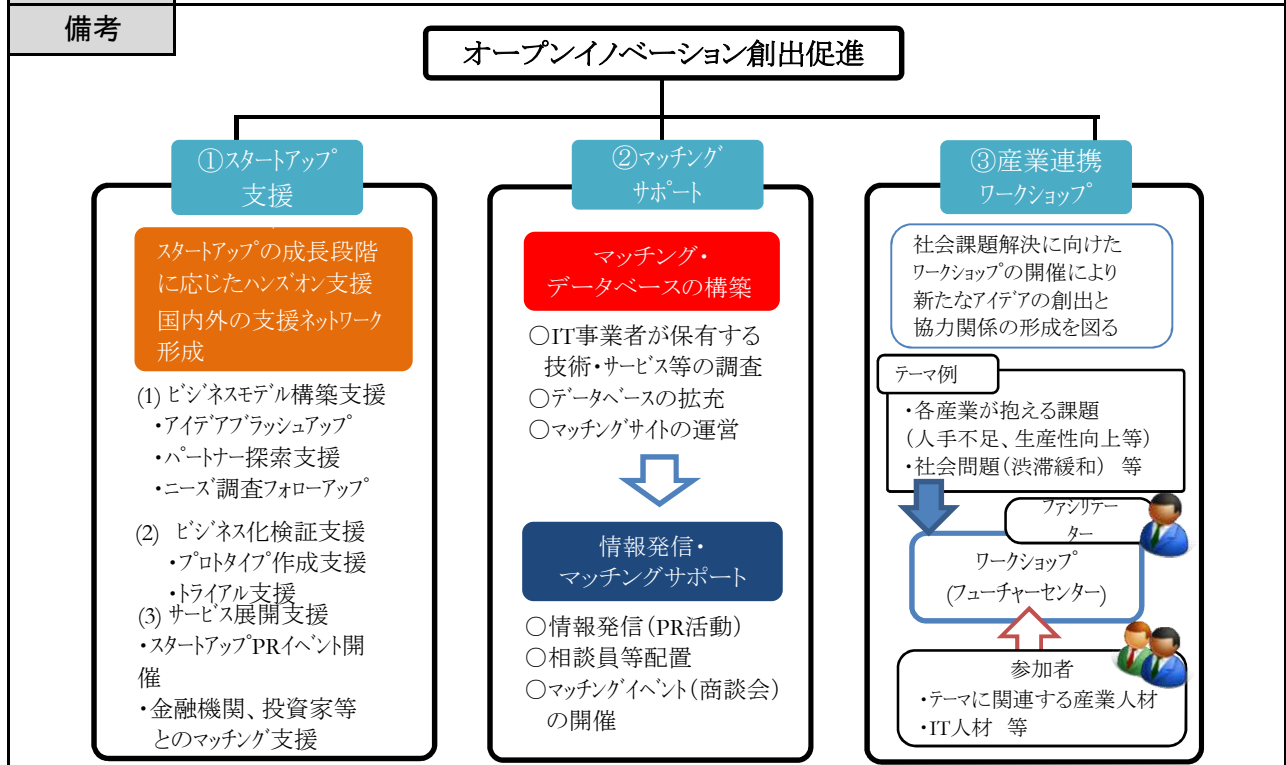 備考
オープンイノベーション創出促進
①スタートアップ
支援
スタートアップの成長段階
に応じたハンズオン支援
国内外の支援ネットワーク
形成
(1) ビジネスモデル構築支援
・アイデアブラッシュアップ
・パートナー探索支援
・ニーズ調査フォローアップ
(2) ビジネス化検証支援
・プロトタイプ作成支援
・トライアル支援
(3) サービス展開支援
・スタートアップPRイベント開
催
・金融機関、投資家等
とのマッチング支援
②マッチング
サポート
マッチング・
データベースの構築
○IT事業者が保有する
技術・サービス等の調査
○データベースの拡充
○マッチングサイトの運営
情報発信・
マッチングサポート
○情報発信（PR活動）
○相談員等配置
○マッチングイベント（商談会）
の開催
③産業連携
ワークショップ
社会課題解決に向けた
ワークショップの開催により
新たなアイデアの創出と
協力関係の形成を図る
テーマ例
・各産業が抱える課題
（人手不足、生産性向上等）
・社会問題（渋滞緩和） 等
ファシリテー
ター
ワークショップ
(フューチャーセンター)
参加者
・テーマに関連する産業人材
・IT人材 等